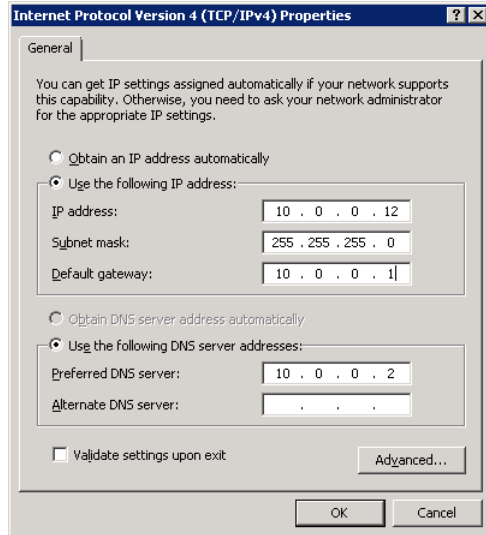 Internet Protocol Version 4 (TCP/IPv4) Properties
General
You can get IP settings assigned automatically if your network supports
this capability. Otherwise, you need to ask your network administrator
for the appropriate IP settings.
Obtain an IP address automatically
Use the following IP address:
IP address: 10 . 0 . 0 . 12
Subnet mask: 255 . 255 . 255 . 0
Default gateway: 10 . 0 . 0 . 1
Obtain DNS server address automatically
Use the following DNS server addresses:
Preferred DNS server: 10 . 0 . 0 . 2
Alternate DNS server: . . .
Validate settings upon exit
Advanced...
OK Cancel